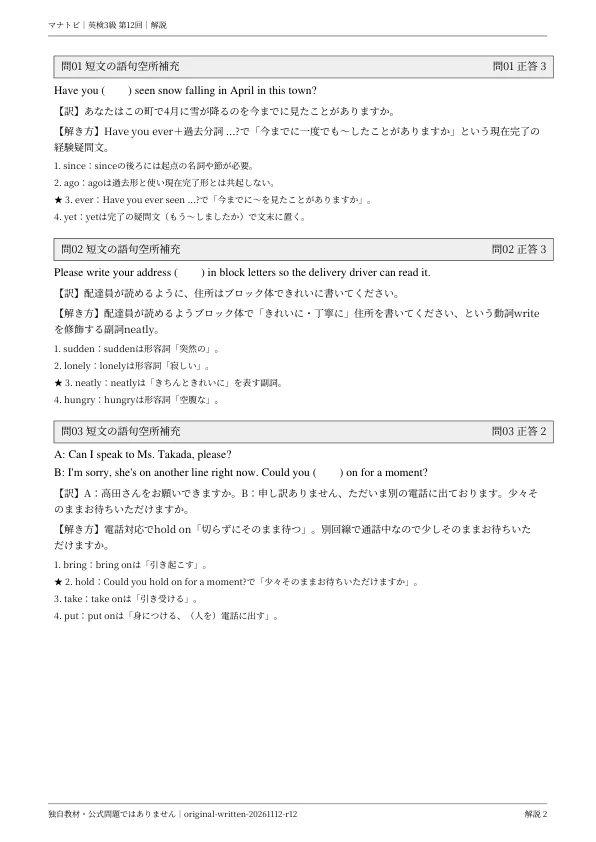 マナトビ｜英検3級 第12回｜解説
問01 短文の語句空所補充 問01 正答 3
Have you (　　) seen snow falling in April in this town?
【訳】あなたはこの町で4月に雪が降るのを今までに見たことがありますか。
【解き方】Have you ever＋過去分詞 ...?で「今までに一度でも～したことがありますか」という現在完了の
経験疑問文。
1. since：sinceの後ろには起点の名詞や節が必要。
2. ago：agoは過去形と使い現在完了形とは共起しない。
★ 3. ever：Have you ever seen ...?で「今までに～を見たことがありますか」。
4. yet：yetは完了の疑問文（もう～しましたか）で文末に置く。
問02 短文の語句空所補充 問02 正答 3
Please write your address (　　) in block letters so the delivery driver can read it.
【訳】配達員が読めるように、住所はブロック体できれいに書いてください。
【解き方】配達員が読めるようブロック体で「きれいに・丁寧に」住所を書いてください、という動詞write
を修飾する副詞neatly。
1. sudden：suddenは形容詞「突然の」。
2. lonely：lonelyは形容詞「寂しい」。
★ 3. neatly：neatlyは「きちんときれいに」を表す副詞。
4. hungry：hungryは形容詞「空腹な」。
問03 短文の語句空所補充 問03 正答 2
A: Can I speak to Ms. Takada, please?
B: I'm sorry, she's on another line right now. Could you (　　) on for a moment?
【訳】A：高田さんをお願いできますか。B：申し訳ありません、ただいま別の電話に出ております。少々そ
のままお待ちいただけますか。
【解き方】電話対応でhold on「切らずにそのまま待つ」。別回線で通話中なので少しそのままお待ちいた
だけますか。
1. bring：bring onは「引き起こす」。
★ 2. hold：Could you hold on for a moment?で「少々そのままお待ちいただけますか」。
3. take：take onは「引き受ける」。
4. put：put onは「身につける、（人を）電話に出す」。
独自教材・公式問題ではありません｜original-written-20261112-r12 解説 2